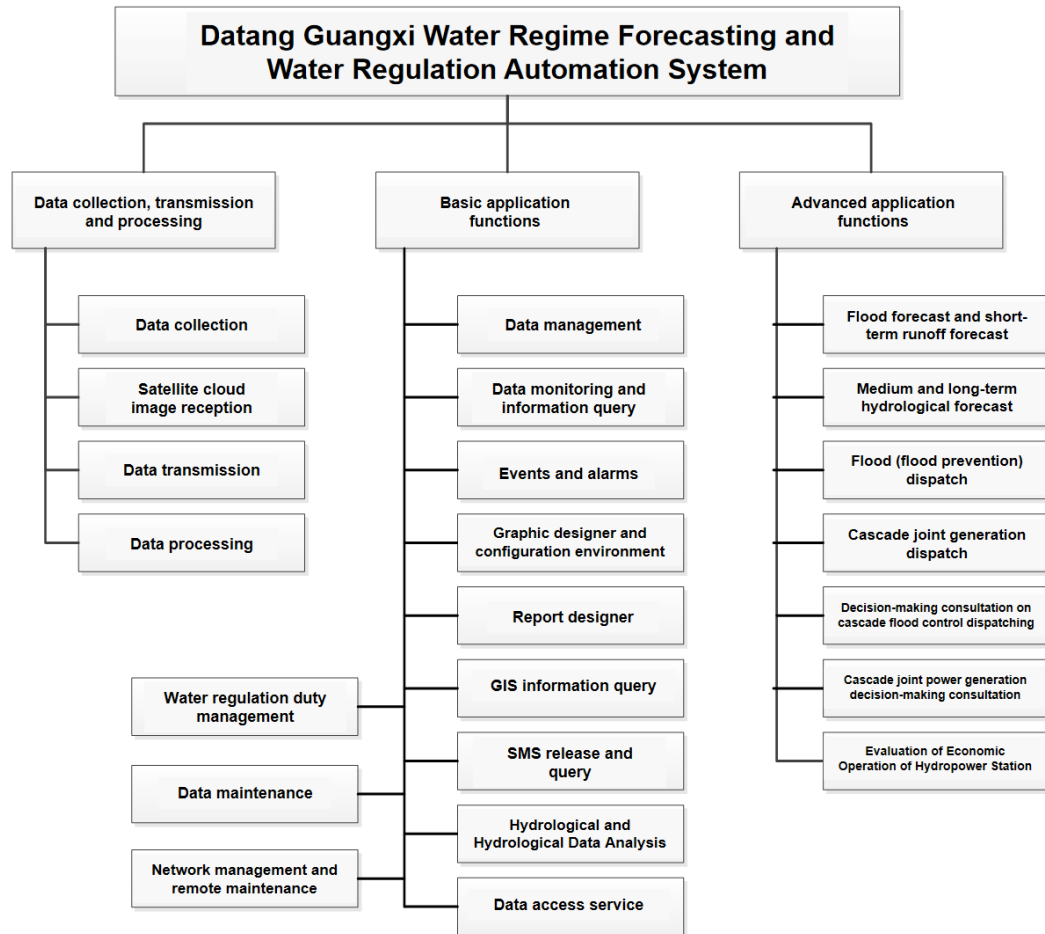 Datang Guangxi Water Regime Forecasting and
Water Regulation Automation System
Data collection, transmission
and processing
Basic application
functions
Advanced application
functions
Data collection
Satellite cloud
image reception
Data transmission
Data processing
Data management
Data monitoring and
information query
Events and alarms
Graphic designer and
configuration environment
Report designer
GIS information query
SMS release and
query
Hydrological and
Hydrological Data Analysis
Data access service
Water regulation duty
management
Data maintenance
Network management and
remote maintenance
Flood forecast and short-
term runoff forecast
Medium and long-term
hydrological forecast
Flood (flood prevention)
dispatch
Cascade joint generation
dispatch
Decision-making consultation on
cascade flood control dispatching
Cascade joint power generation
decision-making consultation
Evaluation of Economic
Operation of Hydropower Station